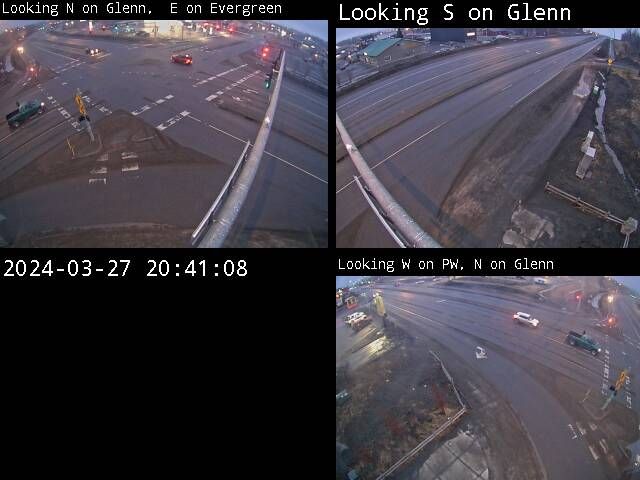 Looking N on Glenn,  E on Evergreen
Looking S on Glenn
2024-03-27 20:41:08
Looking W on PW, N on Glenn